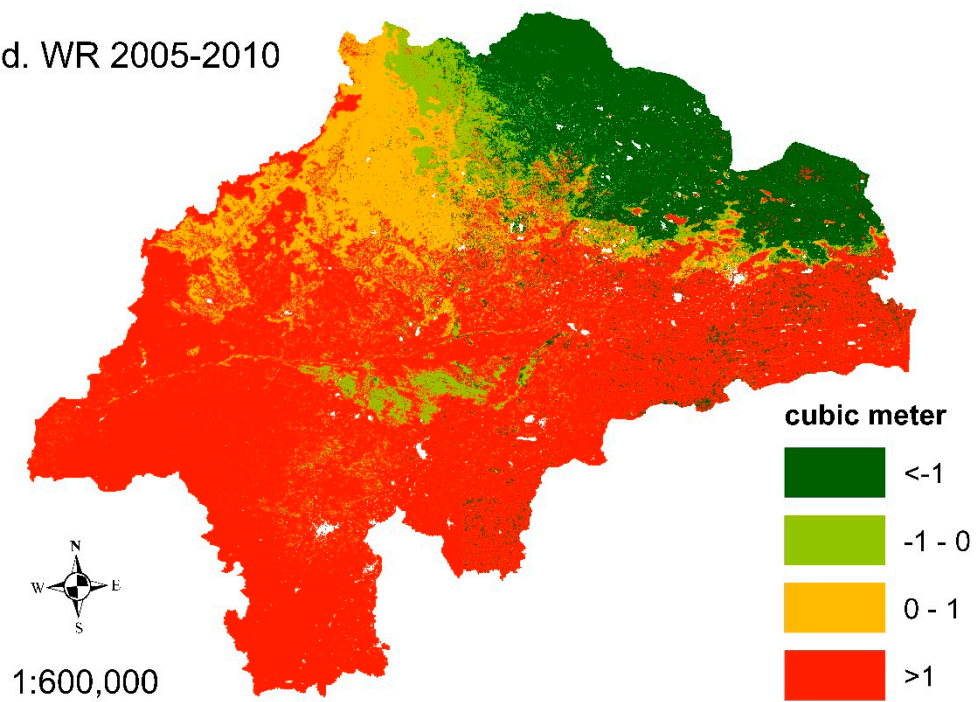 d. WR 2005-2010
cubic meter
<-1
-1 - 0
0 - 1
>1
N
W E
S
1:600,000